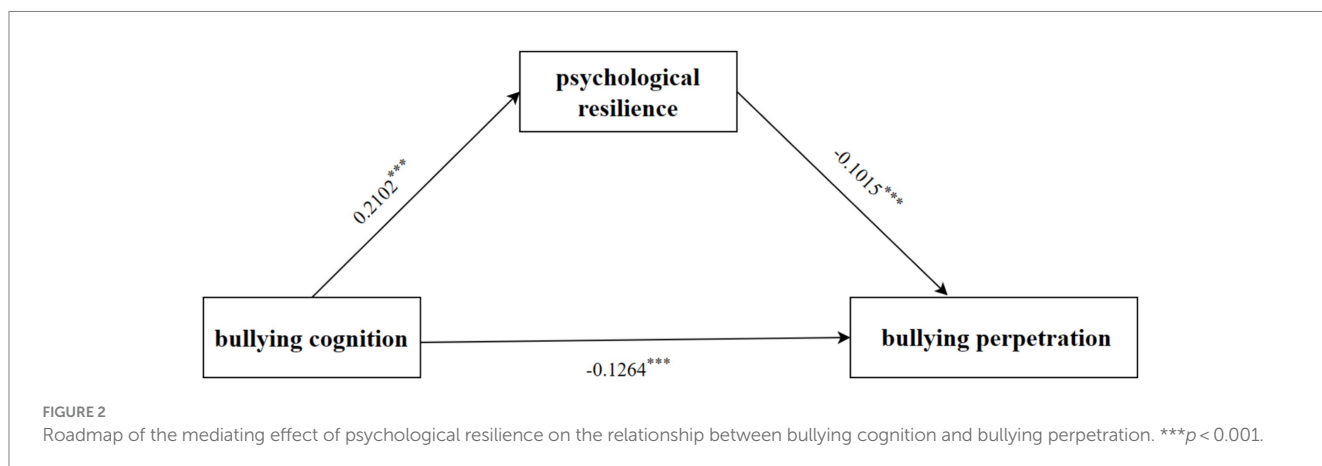 psychological
resilience
0.2102***
-0.1015***
bullying cognition
bullying perpetration
-0.1264***
FIGURE 2
Roadmap of the mediating effect of psychological resilience on the relationship between bullying cognition and bullying perpetration. ***p < 0.001.